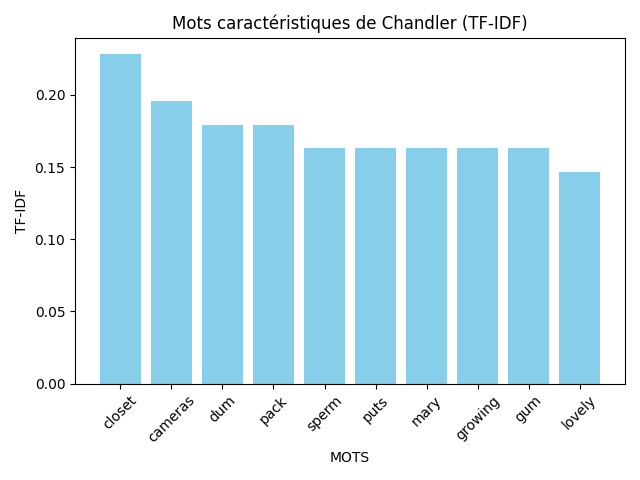 Mots caractéristiques de Chandler (TF-IDF)
TF-IDF
0.20
0.15
0.10
0.05
0.00
closet cameras dum pack sperm puts mary growing gum lovely
MOTS